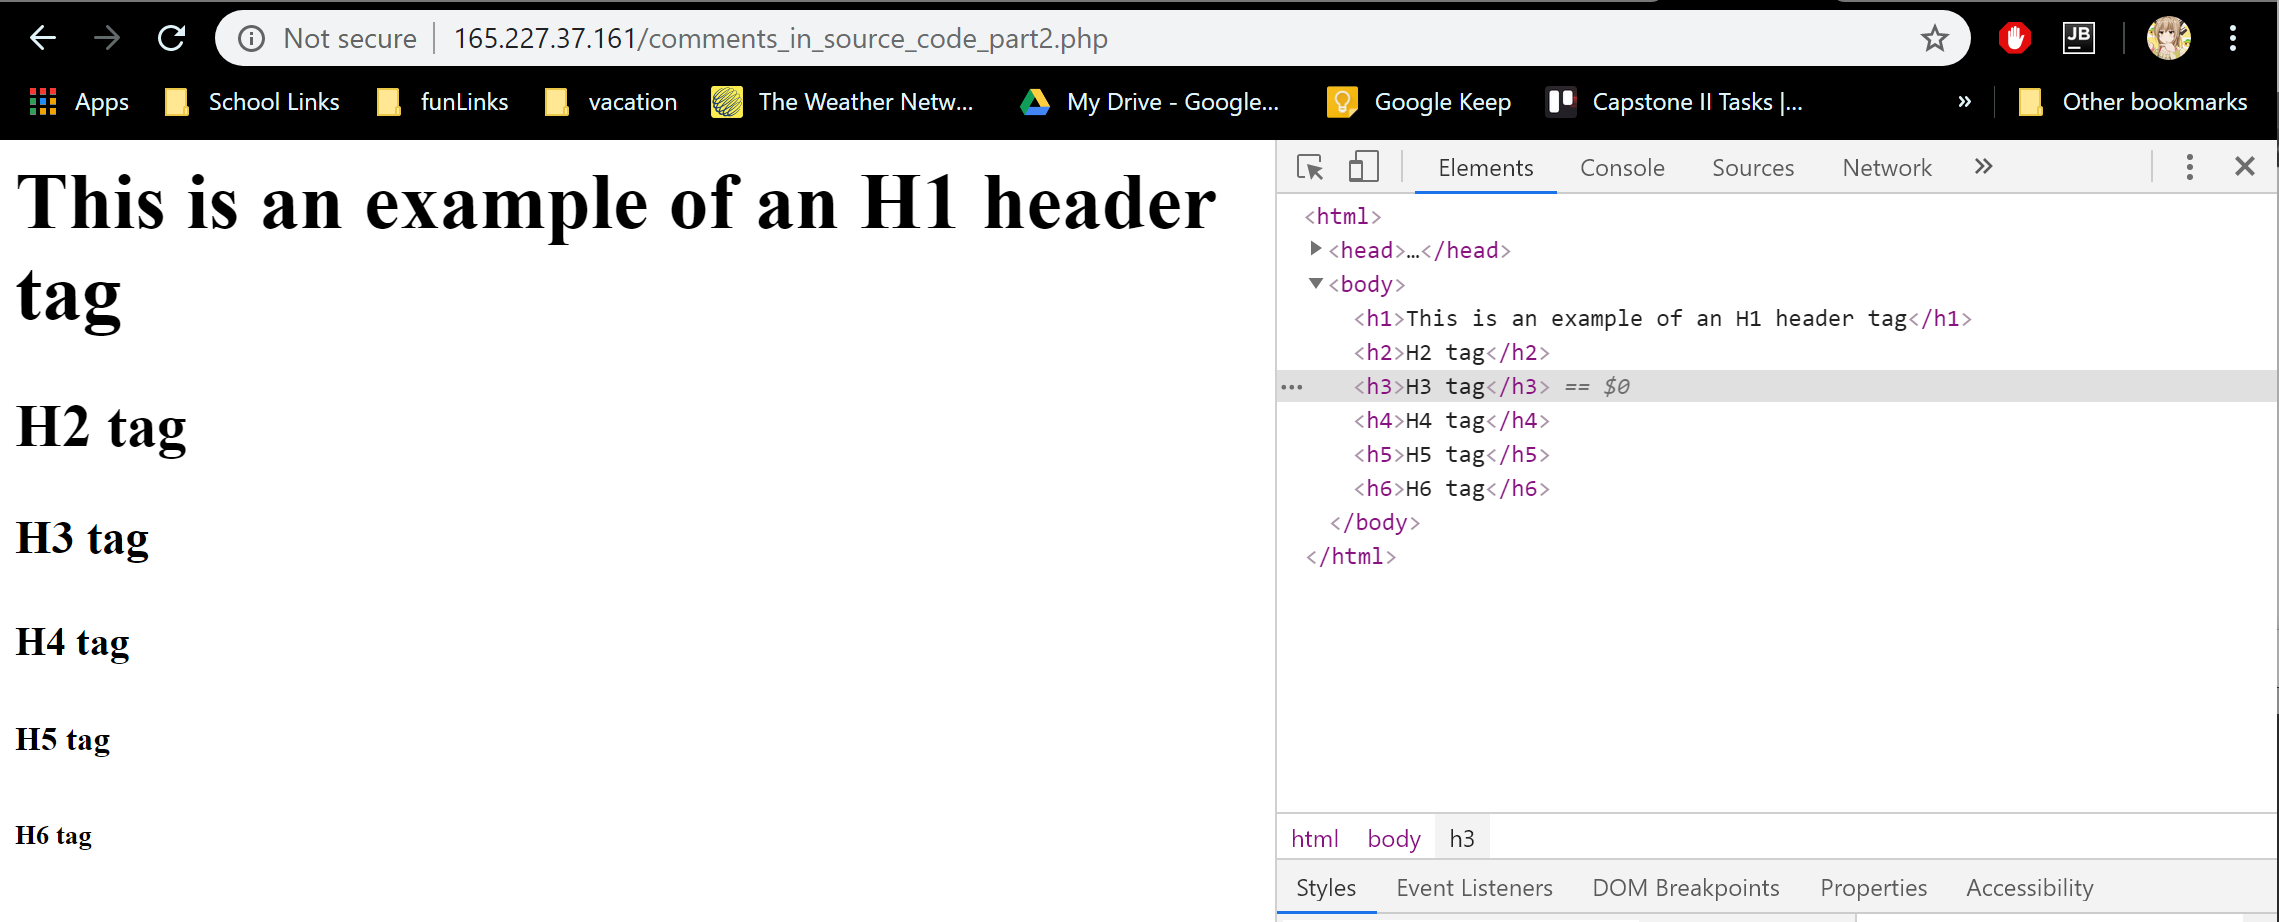 Not secure 165.227.37.161/comments_in_source_code_part2.php JB
Apps School Links funLinks vacation The Weather Netw... My Drive - Google... Google Keep Capstone II Tasks |... » Other bookmarks
This is an example of an H1 header
tag
H2 tag
H3 tag
H4 tag
H5 tag
H6 tag
Elements Console Sources Network »
<html>
<head>…</head>
<body>
<h1>This is an example of an H1 header tag</h1>
<h2>H2 tag</h2>
<h3>H3 tag</h3> == $0
<h4>H4 tag</h4>
<h5>H5 tag</h5>
<h6>H6 tag</h6>
</body>
</html>
html body h3
Styles Event Listeners DOM Breakpoints Properties Accessibility